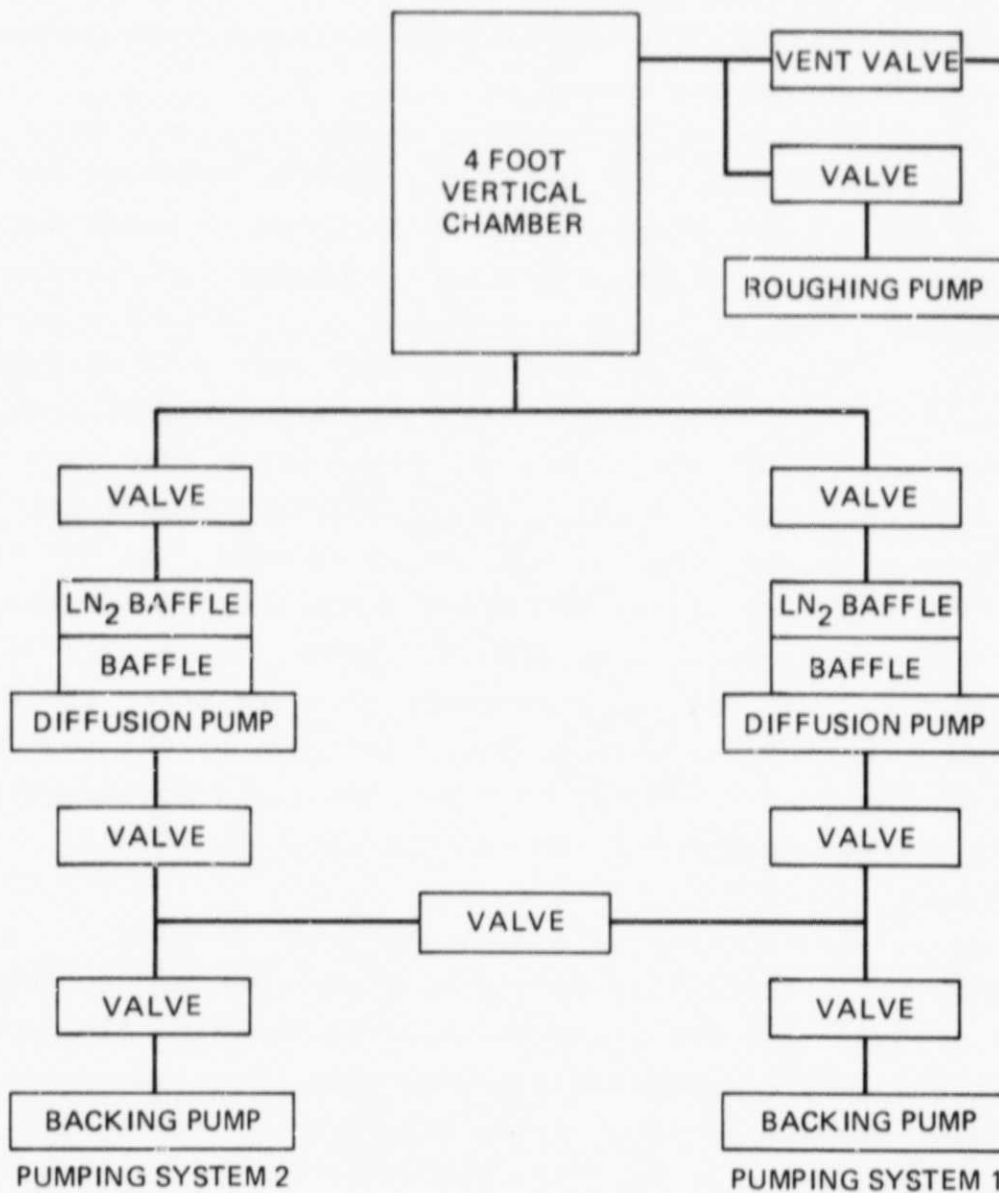 VENT VALVE
4 FOOT
VERTICAL
CHAMBER
VALVE
ROUGHING PUMP
VALVE
VALVE
LN2 BAFFLE
LN2 BAFFLE
BAFFLE
BAFFLE
DIFFUSION PUMP
DIFFUSION PUMP
VALVE
VALVE
VALVE
VALVE
VALVE
BACKING PUMP
BACKING PUMP
PUMPING SYSTEM 2
PUMPING SYSTEM 1